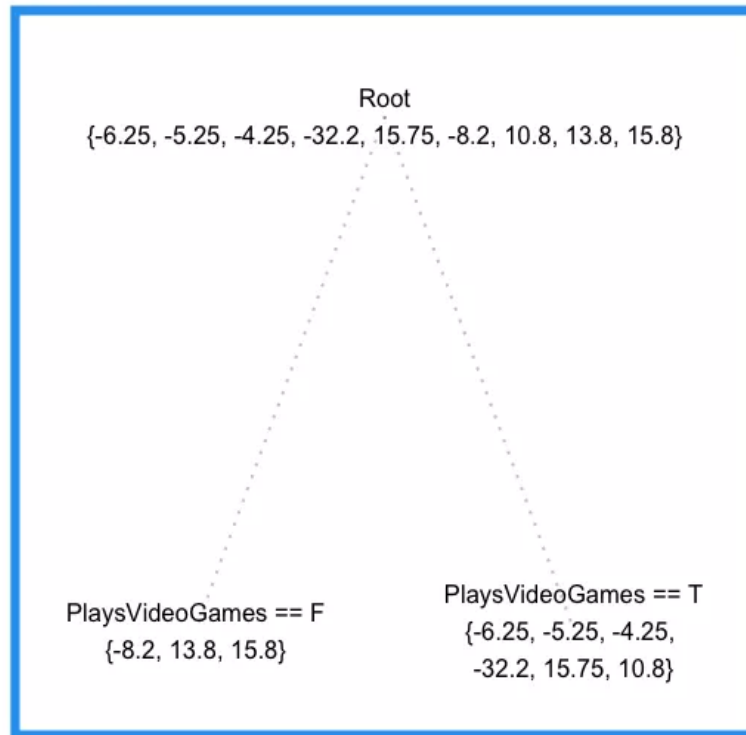 Root
{-6.25, -5.25, -4.25, -32.2, 15.75, -8.2, 10.8, 13.8, 15.8}
PlaysVideoGames == F
{-8.2, 13.8, 15.8}
PlaysVideoGames == T
{-6.25, -5.25, -4.25,
-32.2, 15.75, 10.8}